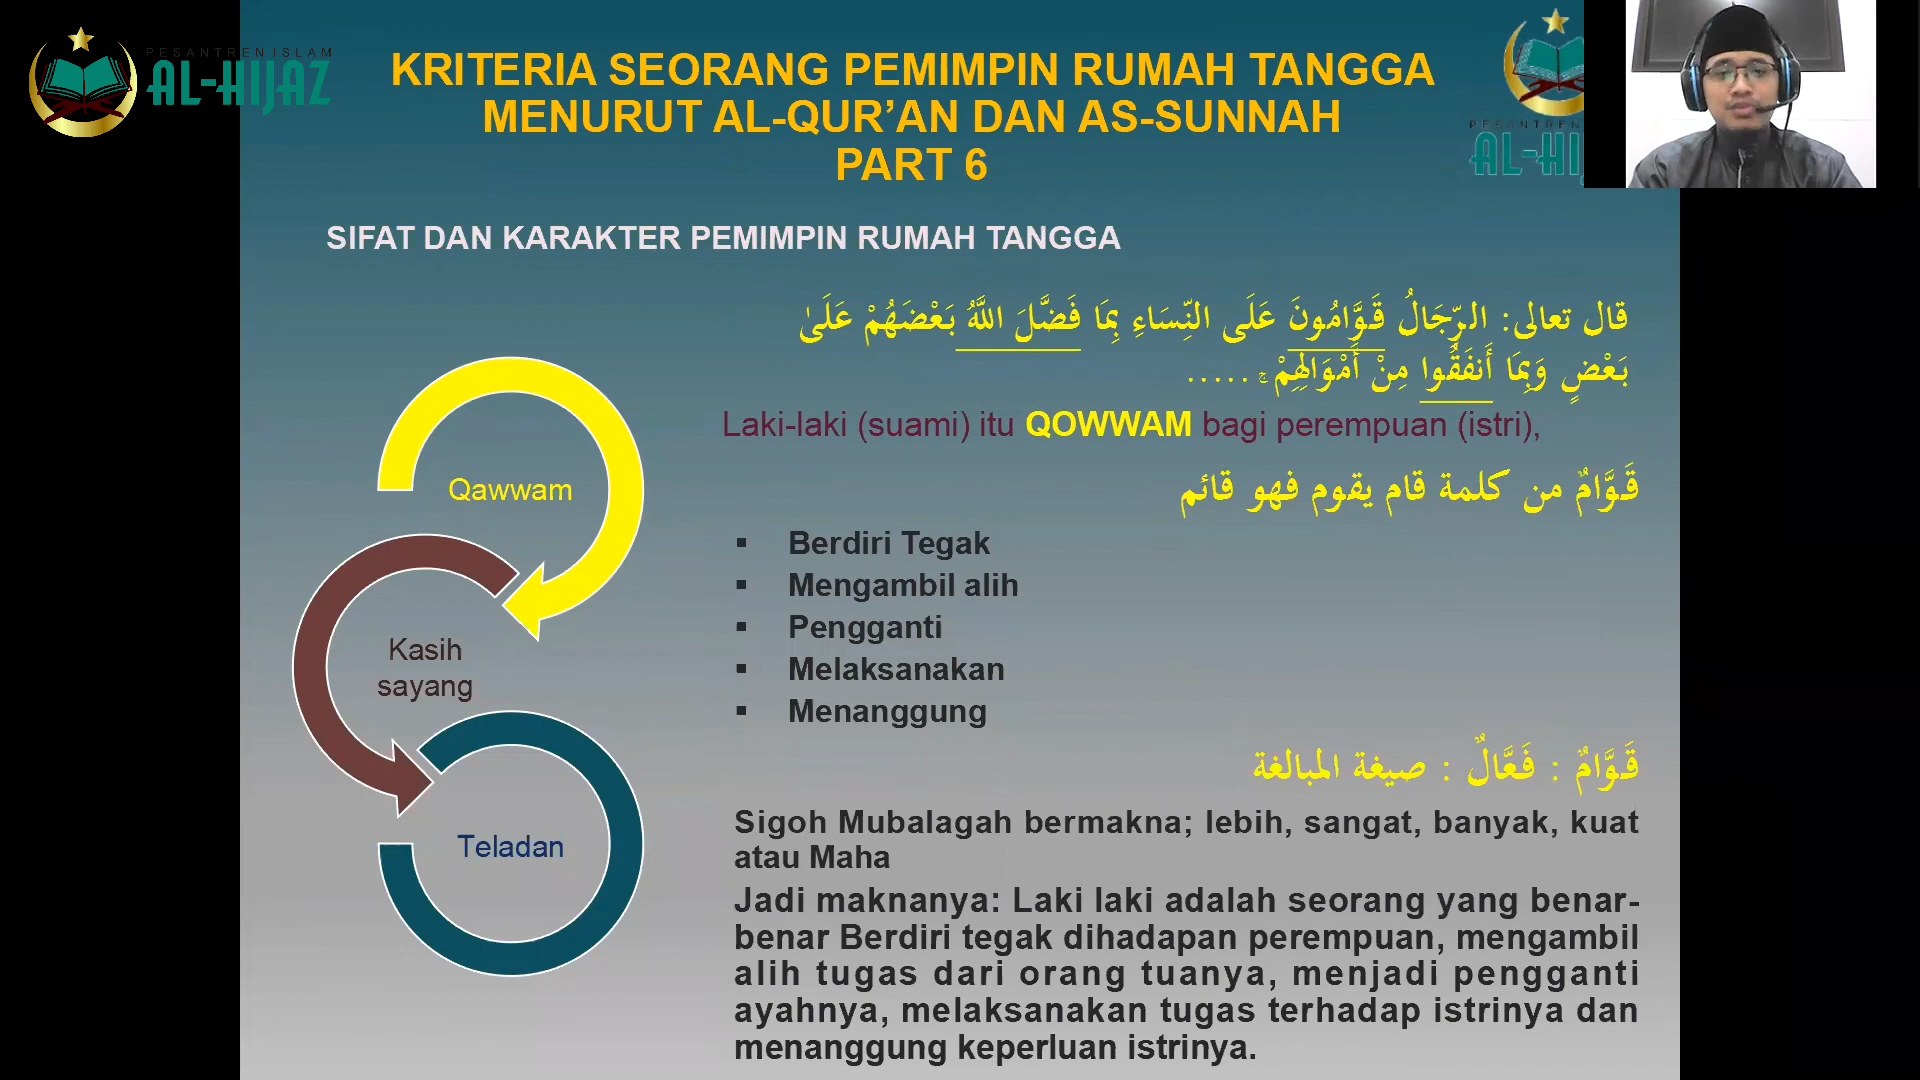 PESANTREN ISLAM
AL-HIJAZ
KRITERIA SEORANG PEMIMPIN RUMAH TANGGA
MENURUT AL-QUR’AN DAN AS-SUNNAH
PART 6
PESANTREN
AL-HI
SIFAT DAN KARAKTER PEMIMPIN RUMAH TANGGA
قال تعالى: الرِّجَالُ قَوَّامُونَ عَلَى النِّسَاءِ بِمَا فَضَّلَ اللَّهُ بَعْضَهُمْ عَلَىٰ
بَعْضٍ وَبِمَا أَنفَقُوا مِنْ أَمْوَالِهِمْ ۚ .....
Laki-laki (suami) itu QOWWAM bagi perempuan (istri),
قَوَّامٌ من كلمة قام يقوم فهو قائم
Qawwam
Kasih
sayang
Teladan
▪ Berdiri Tegak
▪ Mengambil alih
▪ Pengganti
▪ Melaksanakan
▪ Menanggung
قَوَّامٌ : فَعَّالٌ : صيغة المبالغة
Sigoh Mubalagah bermakna; lebih, sangat, banyak, kuat
atau Maha
Jadi maknanya: Laki laki adalah seorang yang benar-
benar Berdiri tegak dihadapan perempuan, mengambil
alih tugas dari orang tuanya, menjadi pengganti
ayahnya, melaksanakan tugas terhadap istrinya dan
menanggung keperluan istrinya.